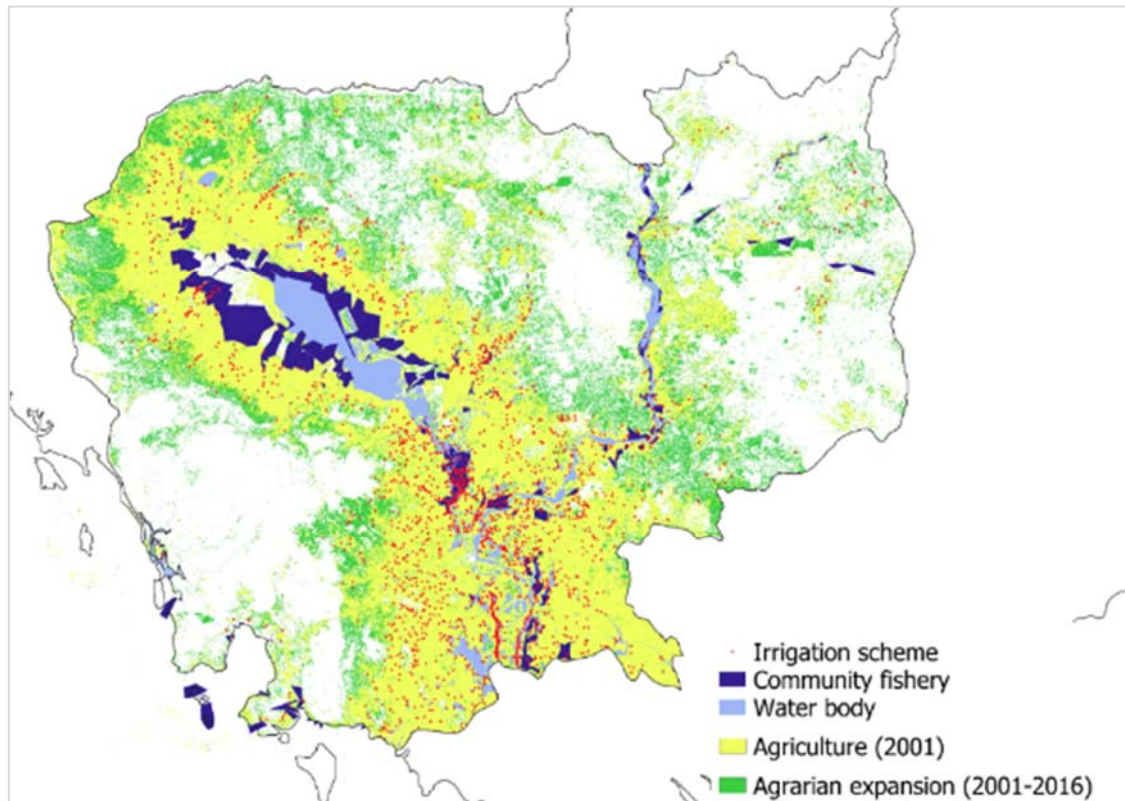 Irrigation scheme
Community fishery
Water body
Agriculture (2001)
Agrarian expansion (2001-2016)